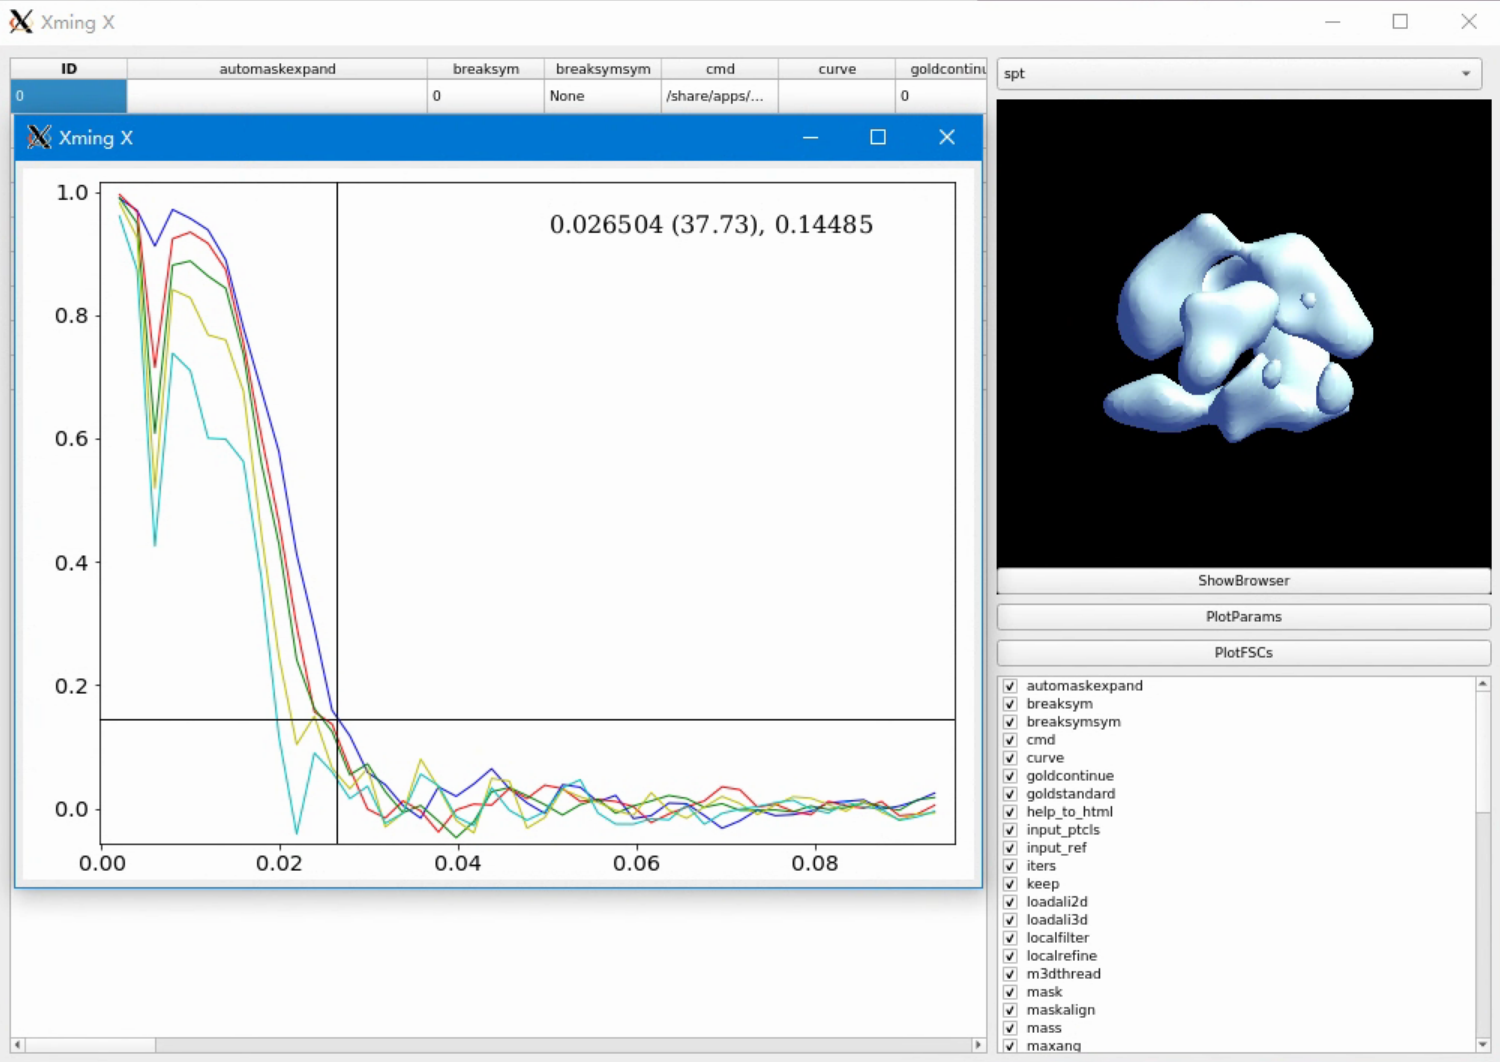 Xming X
ID automaskexpand breaksym breaksymsym cmd curve goldcontinu
0 0 None /share/apps/... 0
Xming X
0.026504 (37.73), 0.14485
1.0
0.8
0.6
0.4
0.2
0.0
0.00 0.02 0.04 0.06 0.08
spt
ShowBrowser
PlotParams
PlotFSCs
automaskexpand
breaksym
breaksymsym
cmd
curve
goldcontinue
goldstandard
help_to_html
input_ptcls
input_ref
iters
keep
loadali2d
loadali3d
localfilter
localrefine
m3dthread
mask
maskalign
mass
maxang